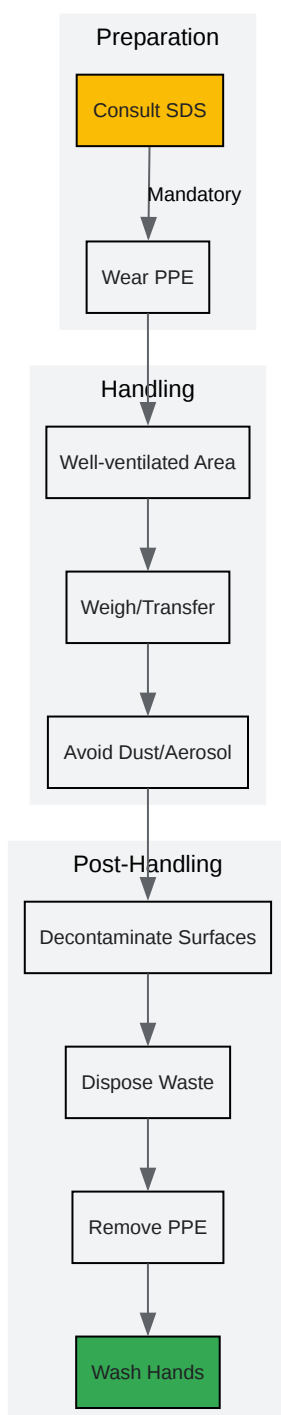 Preparation
Consult SDS
Mandatory
Wear PPE
Handling
Well-ventilated Area
Weigh/Transfer
Avoid Dust/Aerosol
Post-Handling
Decontaminate Surfaces
Dispose Waste
Remove PPE
Wash Hands